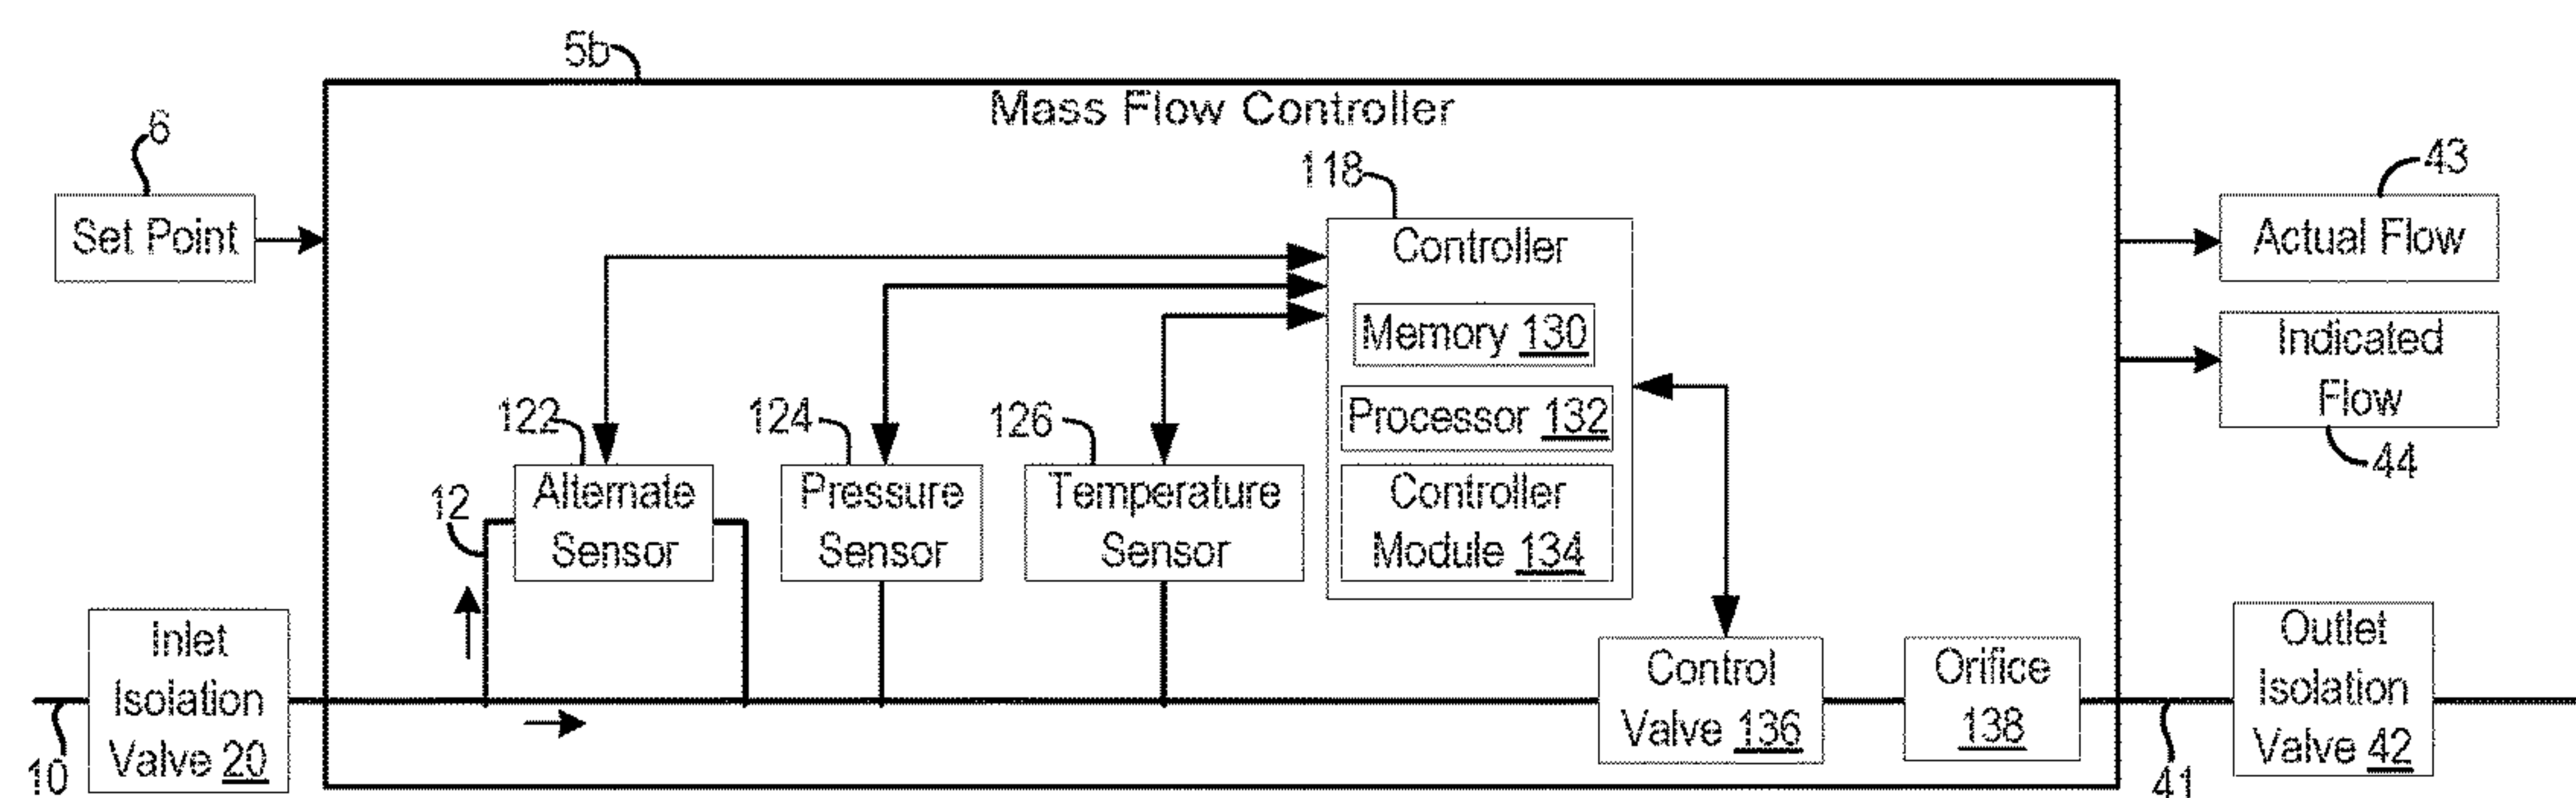 5b
Mass Flow Controller
6
Set Point
118
Controller
Memory 130
Processor 132
Controller
Module 134
43
Actual Flow
Indicated
Flow
44
122
Alternate
Sensor
124
Pressure
Sensor
126
Temperature
Sensor
12
Inlet
Isolation
Valve 20
10
Control
Valve 136
Orifice
138
41
Outlet
Isolation
Valve 42